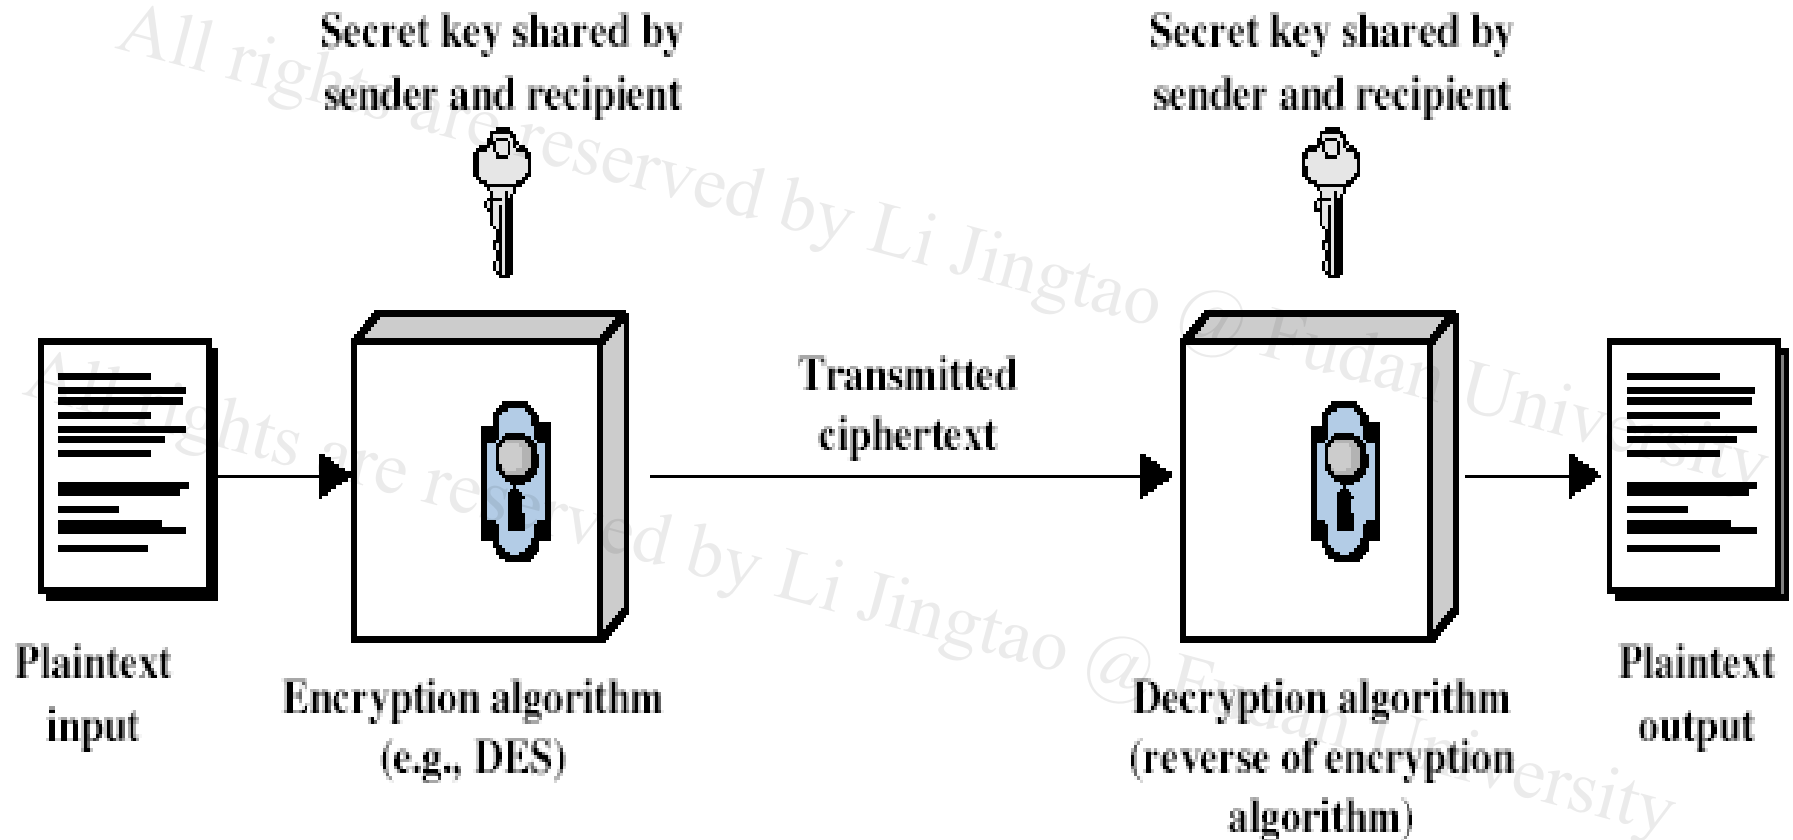 Secret key shared by
sender and recipient
Secret key shared by
sender and recipient
Transmitted
ciphertext
Plaintext
input
Encryption algorithm
(e.g., DES)
Decryption algorithm
(reverse of encryption
algorithm)
Plaintext
output
All rights are reserved by Li Jingtao @ Fudan University
All rights are reserved by Li Jingtao @ Fudan University